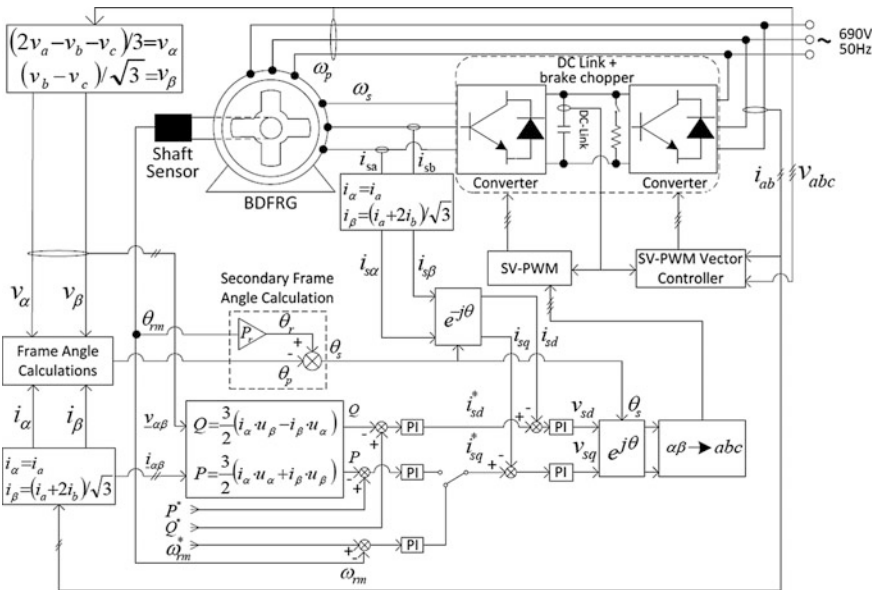 (2v_a−v_b−v_c)/3=v_α
(v_b−v_c)/√3=v_β
ω_p
690V
~
50Hz
DC Link +
brake chopper
ω_s
DC-Link
Shaft
Sensor
BDFRG
i_sa
i_sb
Converter
Converter
i_ab
v_abc
i_α=i_a
i_β=(i_a+2i_b)/√3
SV-PWM
SV-PWM Vector
Controller
i_sα
i_sβ
v_α
v_β
Secondary Frame
Angle Calculation
θ_rm
P_r
θ_r
+
-
θ_s
θ_p
e^-jθ
i_sq
i_sd
Frame Angle
Calculations
i_α
i_β
v_αβ
Q=3/2(i_α·u_β−i_β·u_α)
Q
-
+
PI
i*_sd
+
-
PI
v_sd
θ_s
e^jθ
αβ→abc
i_α=i_a
i_β=(i_a+2i_b)/√3
i_αβ
P=3/2(i_α·u_α+i_β·u_β)
P
-
+
PI
i*_sq
+
-
PI
v_sq
P*
Q*
ω*_rm
+
-
PI
ω_rm